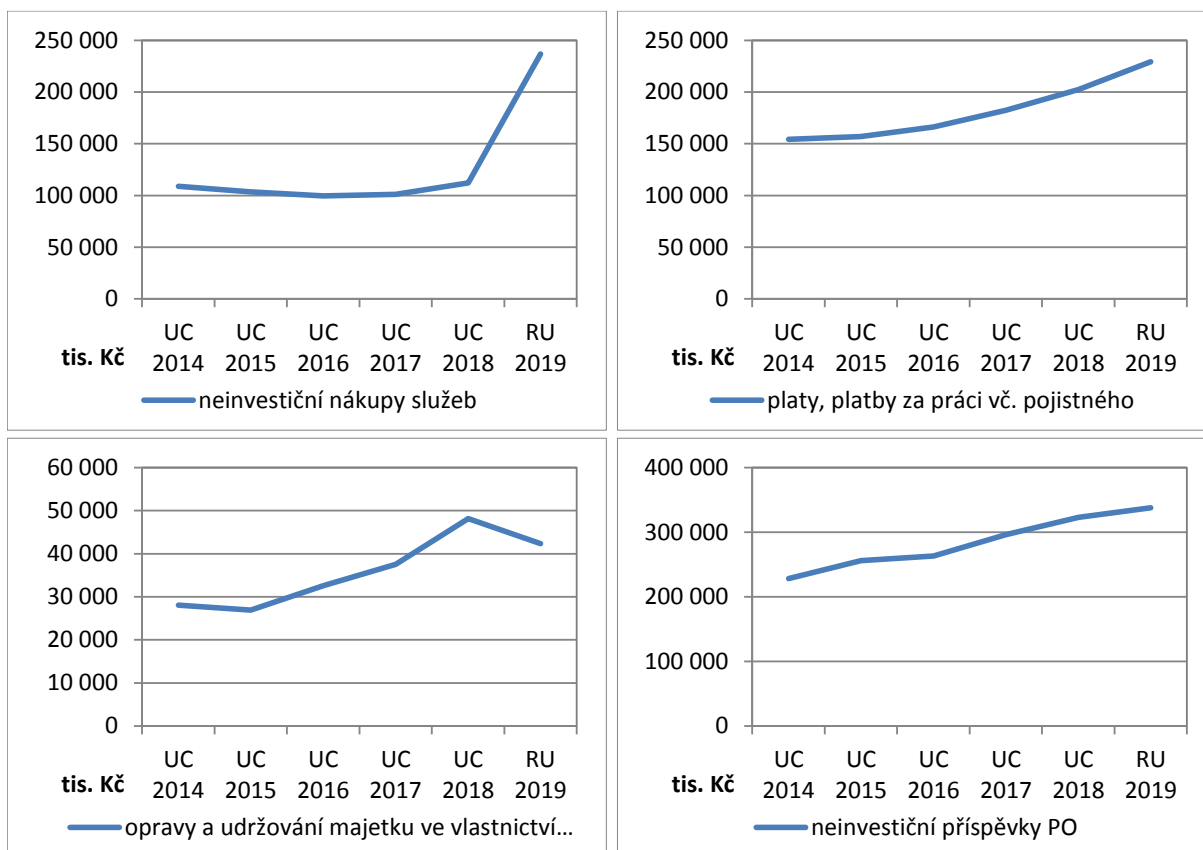 250 000
200 000
150 000
100 000
50 000
0
UC UC UC UC UC RU
tis. Kč 2014 2015 2016 2017 2018 2019
neinvestiční nákupy služeb
250 000
200 000
150 000
100 000
50 000
0
UC UC UC UC UC RU
tis. Kč 2014 2015 2016 2017 2018 2019
platy, platby za práci vč. pojistného
60 000
50 000
40 000
30 000
20 000
10 000
0
UC UC UC UC UC RU
tis. Kč 2014 2015 2016 2017 2018 2019
opravy a udržování majetku ve vlastnictví...
400 000
300 000
200 000
100 000
0
UC UC UC UC UC RU
tis. Kč 2014 2015 2016 2017 2018 2019
neinvestiční příspěvky PO